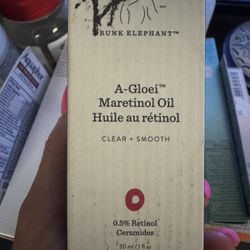 RUNK ELEPHANT™
A-Gloei™
Maretinol Oil
Huile au rétinol
CLEAR + SMOOTH
0.5% Retinol
Ceramides
30 ml / 1 fl oz
Aquaphor